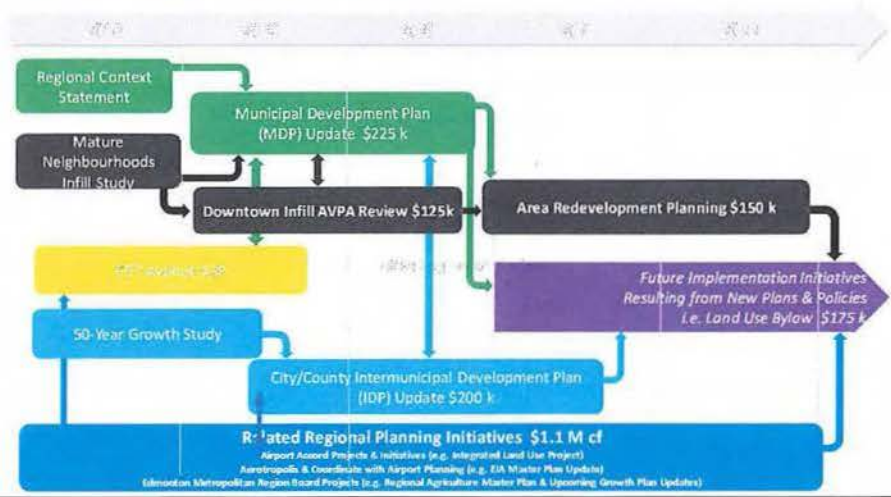 Regional Context
Statement
Municipal Development Plan
(MDP) Update $225 k
Mature
Neighbourhoods
Infill Study
Downtown Infill AVPA Review $125k
Area Redevelopment Planning $150 k
Future Implementation Initiatives
Resulting from New Plans & Policies
i.e. Land Use Bylow $175 k
50-Year Growth Study
City/County Intermunicipal Development Plan
(IDP) Update $200 k
Related Regional Planning Initiatives $1.1 M cf
Airport Accord Projects & Initiatives (e.g. Integrated Land Use Project)
Aerotropolis & Coordinate with Airport Planning (e.g. EIA Master Plan Update)
Edmonton Metropolitan Region Board Projects (e.g. Regional Agriculture Master Plan & Upcoming Growth Plan Updates)